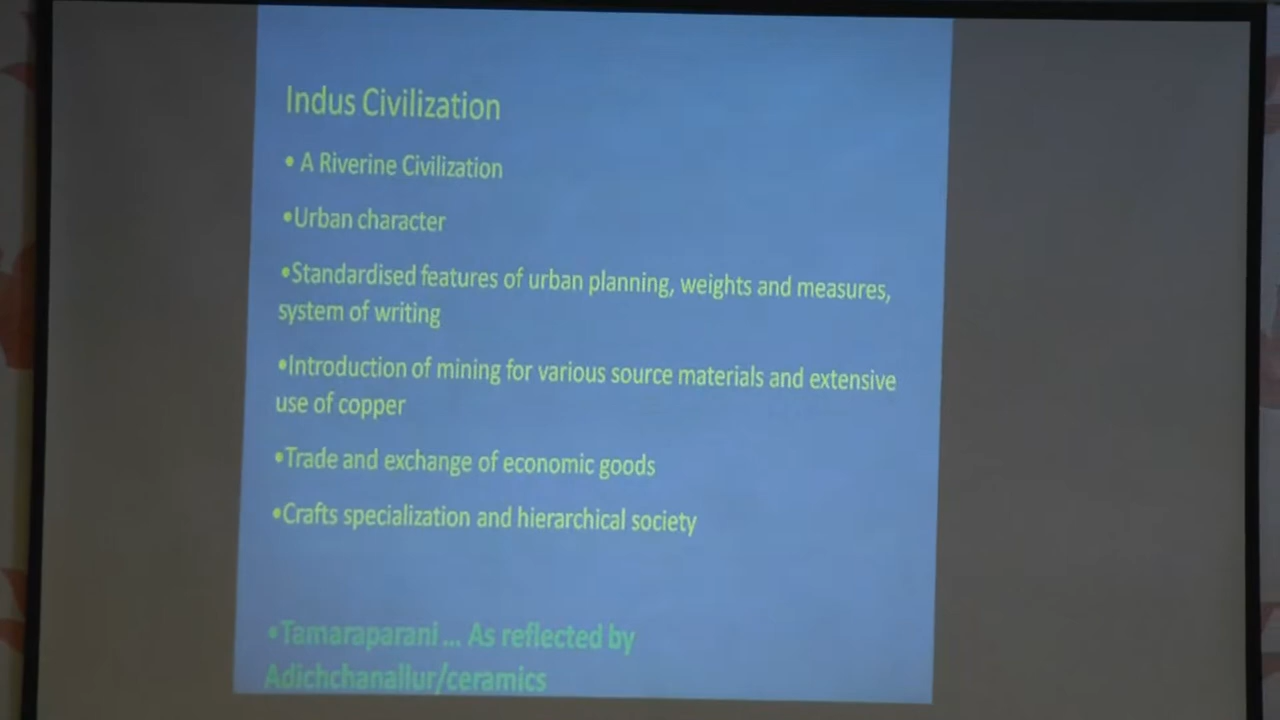 Indus Civilization
• A Riverine Civilization
•Urban character
•Standardised features of urban planning, weights and measures,
system of writing
•Introduction of mining for various source materials and extensive
use of copper
•Trade and exchange of economic goods
•Crafts specialization and hierarchical society
•Tamaraparani ... As reflected by
Adichchanallur/ceramics